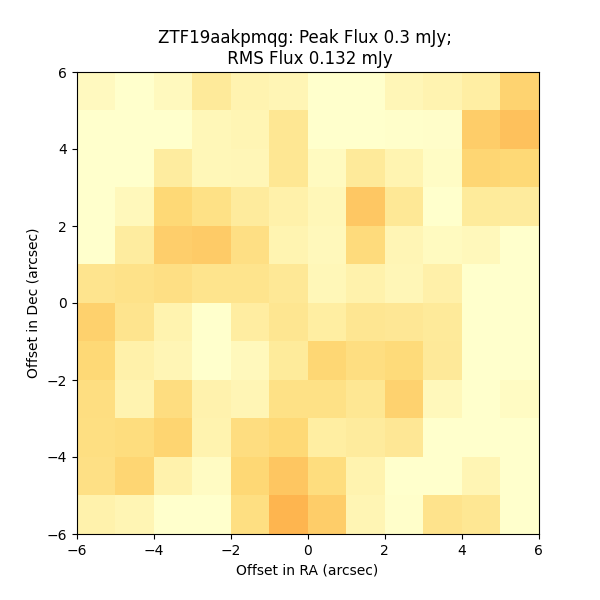 ZTF19aakpmqg: Peak Flux 0.3 mJy;
RMS Flux 0.132 mJy
6
4
2
0
−2
−4
−6
Offset in Dec (arcsec)
−6 −4 −2 0 2 4 6
Offset in RA (arcsec)